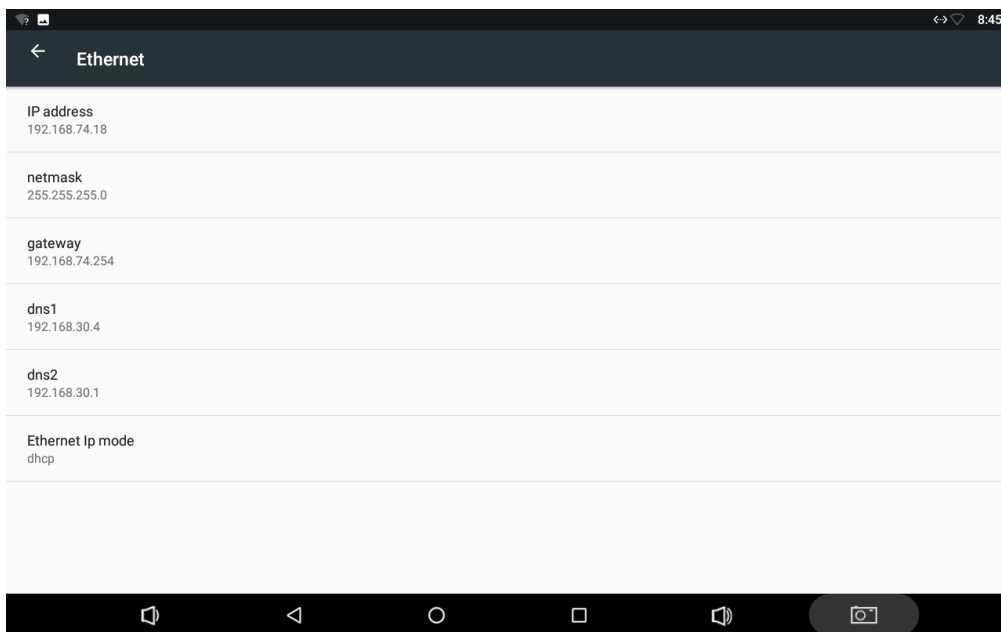 8:45
Ethernet
IP address
192.168.74.18
netmask
255.255.255.0
gateway
192.168.74.254
dns1
192.168.30.4
dns2
192.168.30.1
Ethernet Ip mode
dhcp